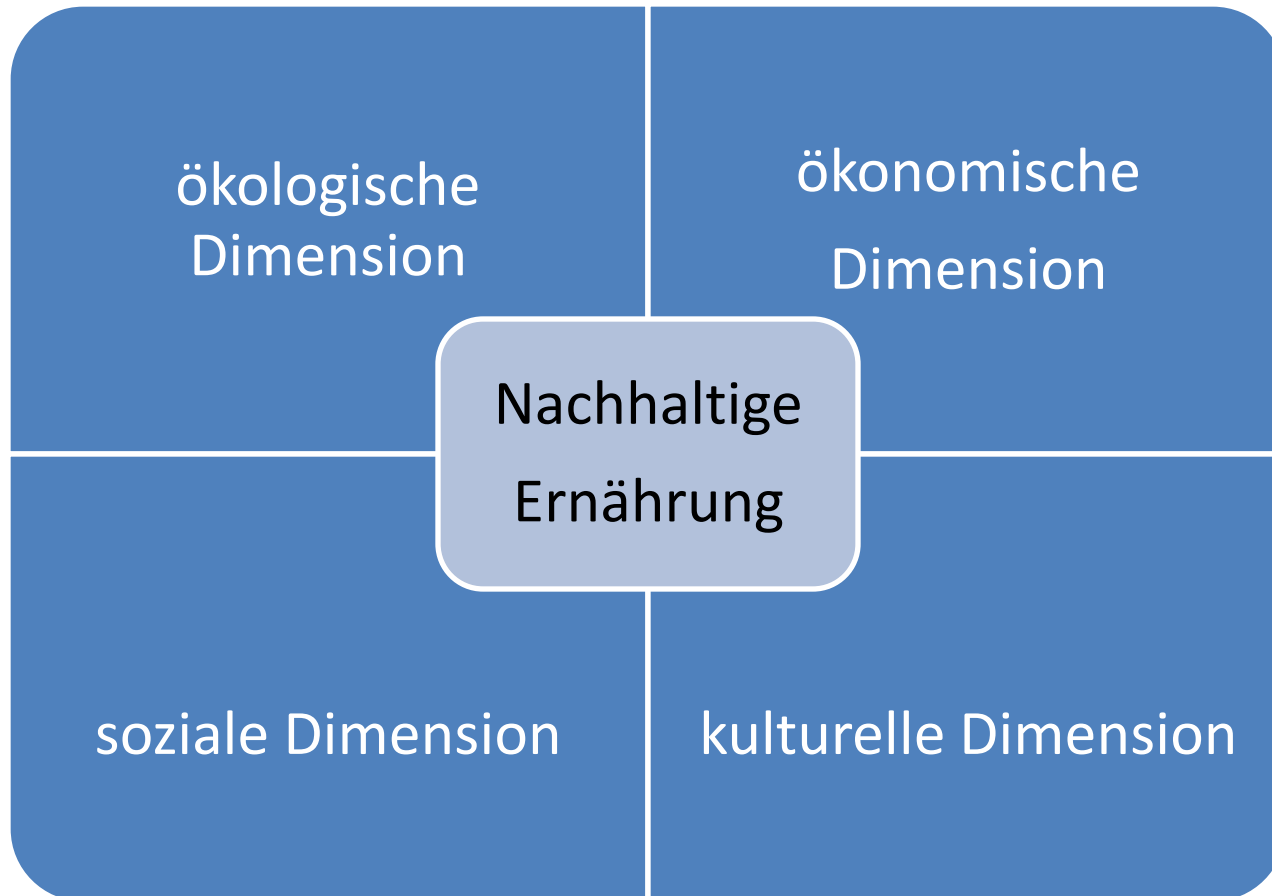 ökologische
Dimension
ökonomische
Dimension
Nachhaltige
Ernährung
soziale Dimension
kulturelle Dimension